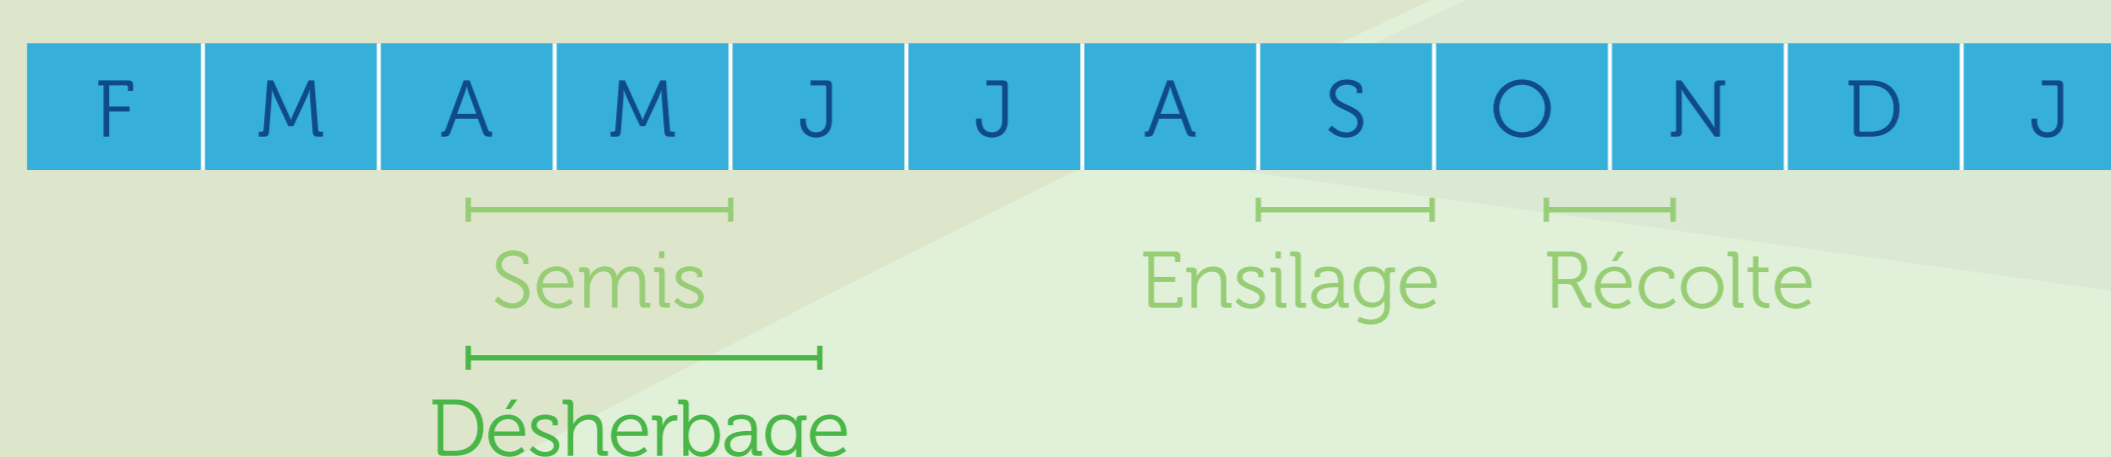 F M A M J J A S O N D J
Semis Ensilage Récolte
Désherbage